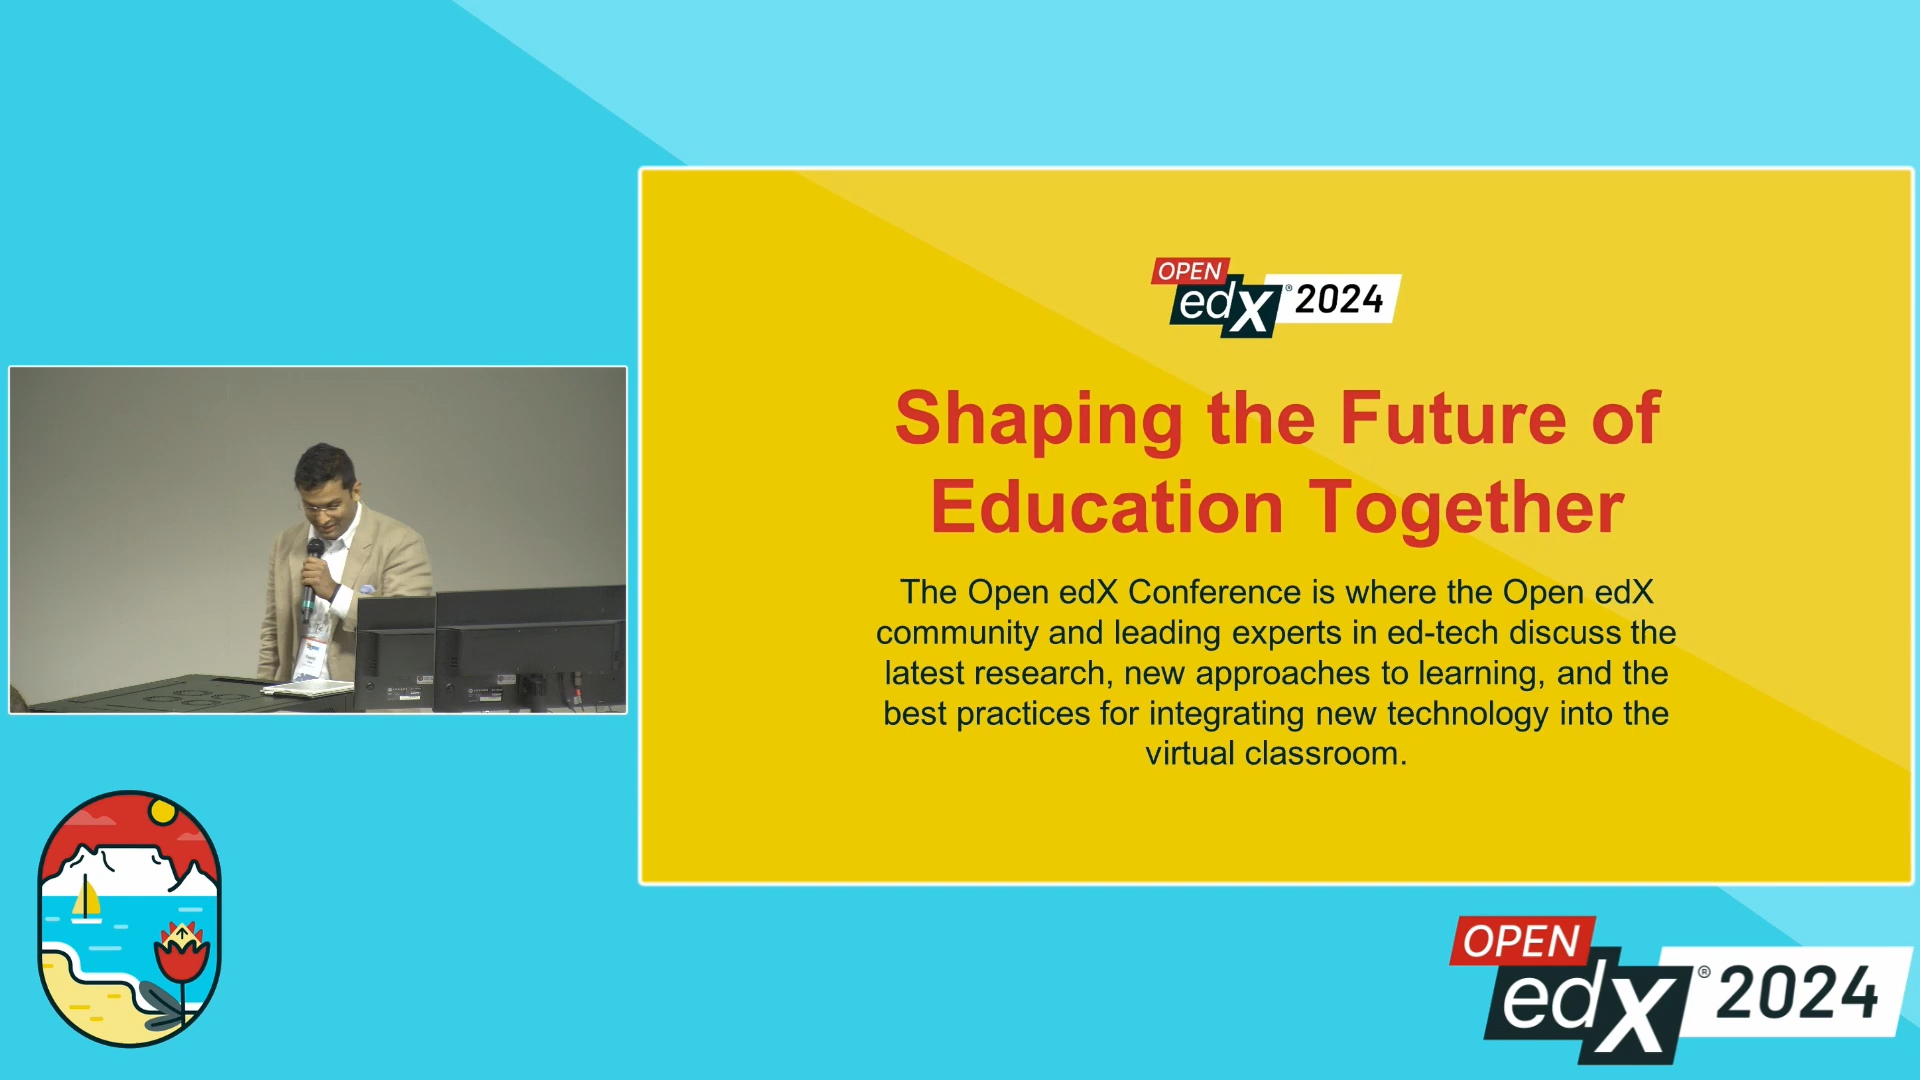 OPEN
edX ® 2024
Shaping the Future of
Education Together
The Open edX Conference is where the Open edX
community and leading experts in ed-tech discuss the
latest research, new approaches to learning, and the
best practices for integrating new technology into the
virtual classroom.
OPEN
edX ® 2024